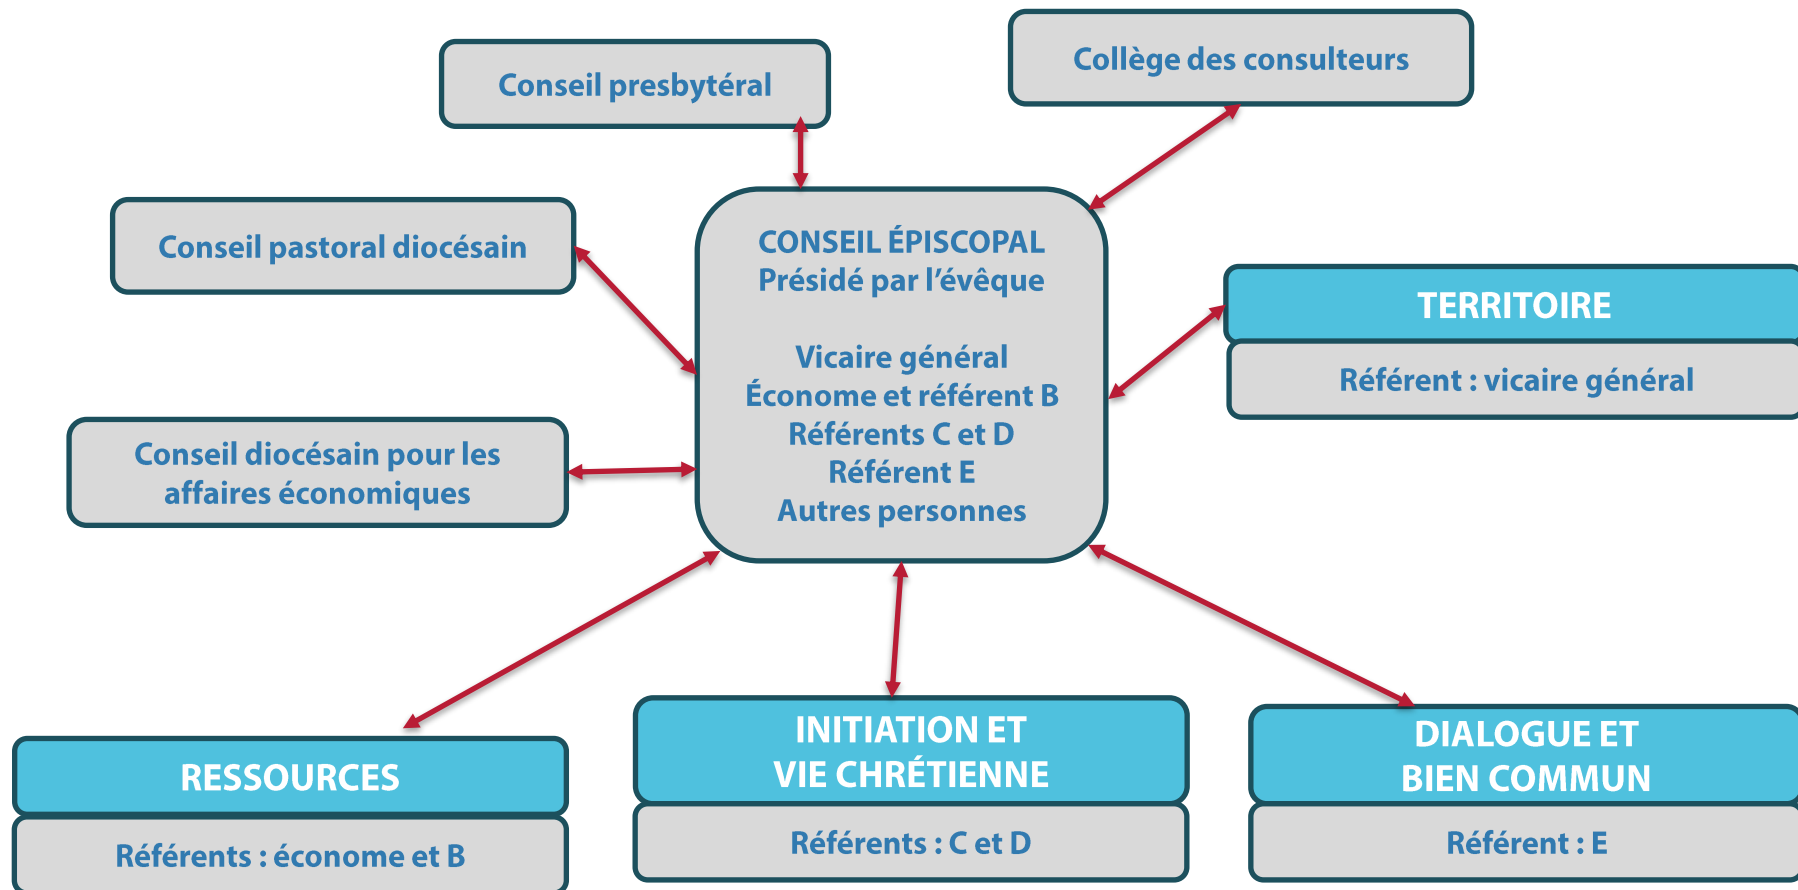 Collège des consulteurs
Conseil presbytéral
Conseil pastoral diocésain
CONSEIL ÉPISCOPAL
Présidé par l’évêque
Vicaire général
Économe et référent B
Référents C et D
Référent E
Autres personnes
TERRITOIRE
Référent : vicaire général
Conseil diocésain pour les
affaires économiques
RESSOURCES
Référents : économe et B
INITIATION ET
VIE CHRÉTIENNE
Référents : C et D
DIALOGUE ET
BIEN COMMUN
Référent : E